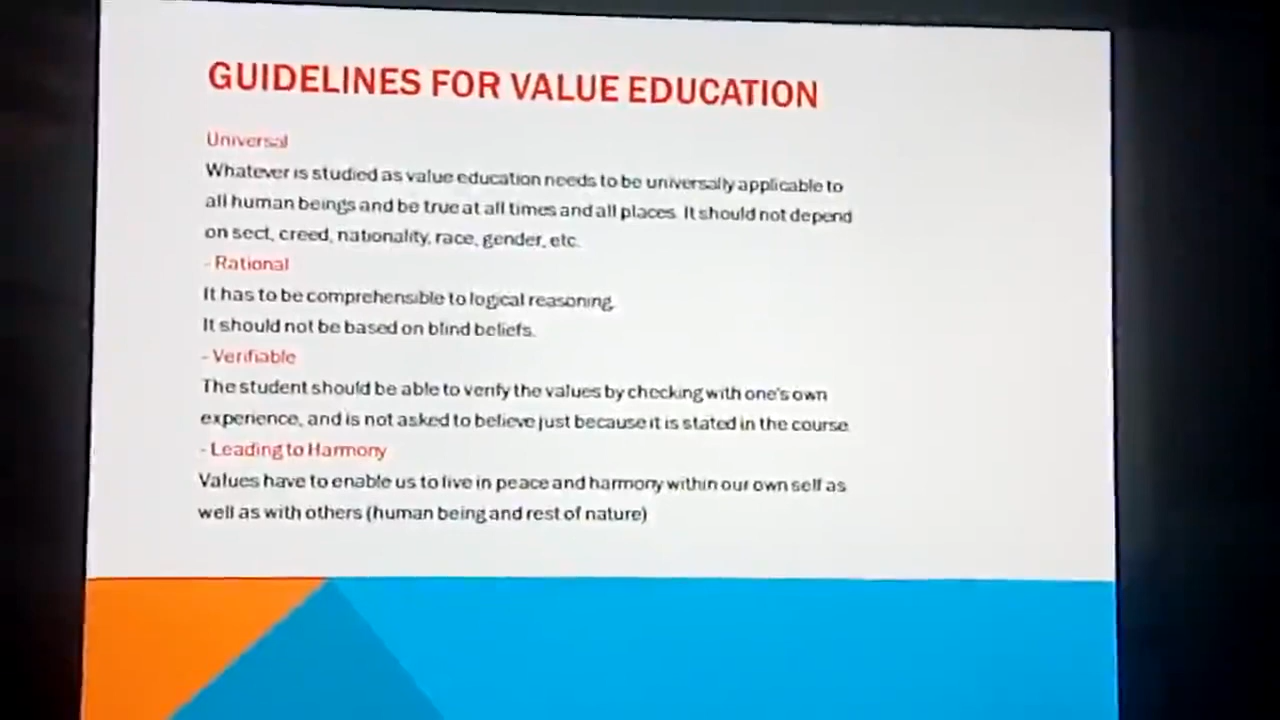 GUIDELINES FOR VALUE EDUCATION
Universal
Whatever is studied as value education needs to be universally applicable to
all human beings and be true at all times and all places. It should not depend
on sect, creed, nationality, race, gender, etc.
- Rational
It has to be comprehensible to logical reasoning.
It should not be based on blind beliefs.
- Verifiable
The student should be able to verify the values by checking with one's own
experience, and is not asked to believe just because it is stated in the course.
- Leading to Harmony
Values have to enable us to live in peace and harmony within our own self as
well as with others (human being and rest of nature)